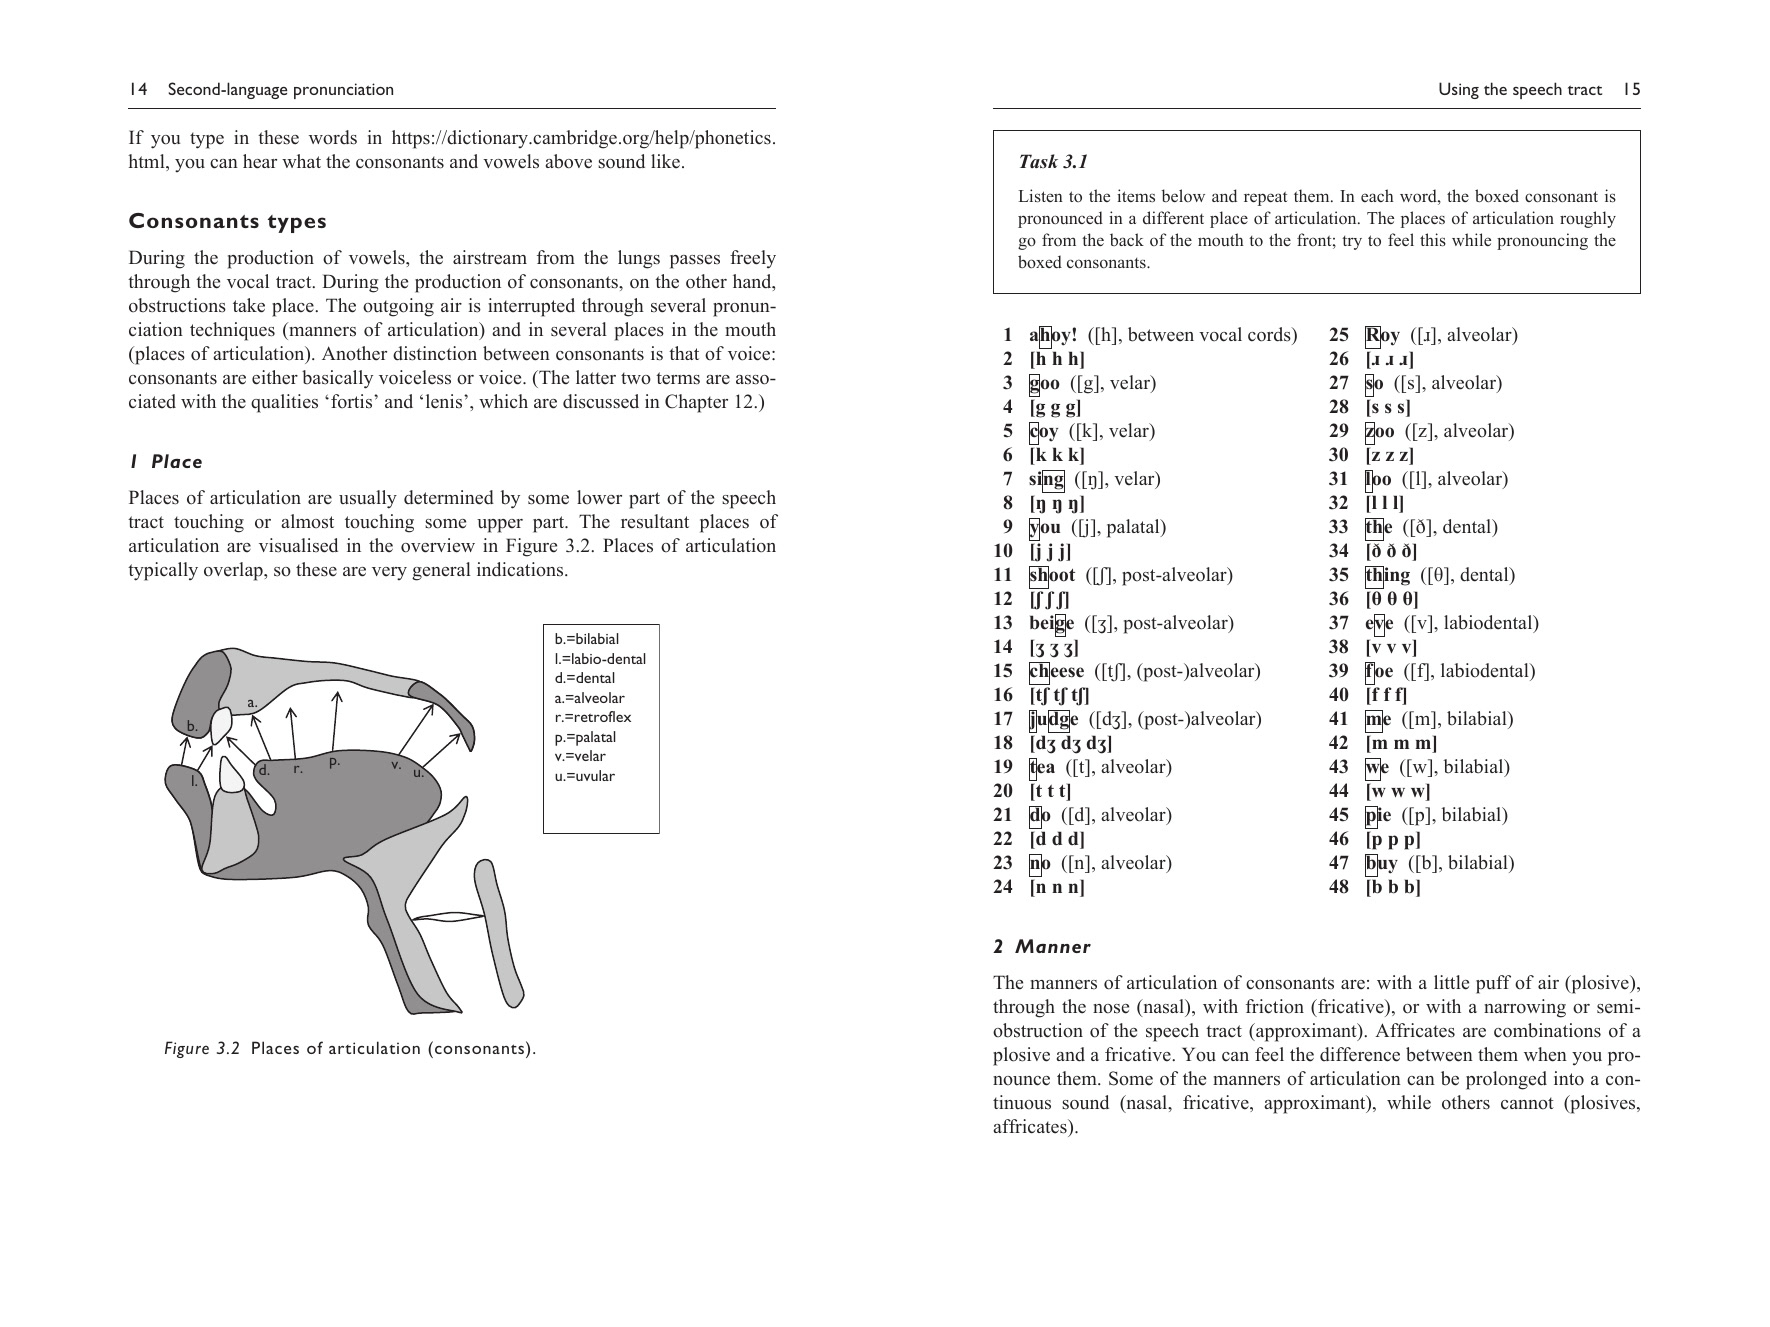 14 Second-language pronunciation
If you type in these words in https://dictionary.cambridge.org/help/phonetics.
html, you can hear what the consonants and vowels above sound like.
Consonants types
During the production of vowels, the airstream from the lungs passes freely
through the vocal tract. During the production of consonants, on the other hand,
obstructions take place. The outgoing air is interrupted through several pronun-
ciation techniques (manners of articulation) and in several places in the mouth
(places of articulation). Another distinction between consonants is that of voice:
consonants are either basically voiceless or voice. (The latter two terms are asso-
ciated with the qualities ‘fortis’ and ‘lenis’, which are discussed in Chapter 12.)
1 Place
Places of articulation are usually determined by some lower part of the speech
tract touching or almost touching some upper part. The resultant places of
articulation are visualised in the overview in Figure 3.2. Places of articulation
typically overlap, so these are very general indications.
b.
a.
l.
d.
r.
p.
v.
u.
b.=bilabial
l.=labio-dental
d.=dental
a.=alveolar
r.=retroflex
p.=palatal
v.=velar
u.=uvular
Figure 3.2 Places of articulation (consonants).
Using the speech tract 15
Task 3.1
Listen to the items below and repeat them. In each word, the boxed consonant is
pronounced in a different place of articulation. The places of articulation roughly
go from the back of the mouth to the front; try to feel this while pronouncing the
boxed consonants.
1 ahoy! ([h], between vocal cords)
2 [h h h]
3 goo ([g], velar)
4 [g g g]
5 coy ([k], velar)
6 [k k k]
7 sing ([ŋ], velar)
8 [ŋ ŋ ŋ]
9 you ([j], palatal)
10 [j j j]
11 shoot ([ʃ], post-alveolar)
12 [ʃ ʃ ʃ]
13 beige ([ʒ], post-alveolar)
14 [ʒ ʒ ʒ]
15 cheese ([tʃ], (post-)alveolar)
16 [tʃ tʃ tʃ]
17 judge ([dʒ], (post-)alveolar)
18 [dʒ dʒ dʒ]
19 tea ([t], alveolar)
20 [t t t]
21 do ([d], alveolar)
22 [d d d]
23 no ([n], alveolar)
24 [n n n]
25 Roy ([ɹ], alveolar)
26 [ɹ ɹ ɹ]
27 so ([s], alveolar)
28 [s s s]
29 zoo ([z], alveolar)
30 [z z z]
31 loo ([l], alveolar)
32 [l l l]
33 the ([ð], dental)
34 [ð ð ð]
35 thing ([θ], dental)
36 [θ θ θ]
37 eve ([v], labiodental)
38 [v v v]
39 foe ([f], labiodental)
40 [f f f]
41 me ([m], bilabial)
42 [m m m]
43 we ([w], bilabial)
44 [w w w]
45 pie ([p], bilabial)
46 [p p p]
47 buy ([b], bilabial)
48 [b b b]
2 Manner
The manners of articulation of consonants are: with a little puff of air (plosive),
through the nose (nasal), with friction (fricative), or with a narrowing or semi-
obstruction of the speech tract (approximant). Affricates are combinations of a
plosive and a fricative. You can feel the difference between them when you pro-
nounce them. Some of the manners of articulation can be prolonged into a con-
tinuous sound (nasal, fricative, approximant), while others cannot (plosives,
affricates).